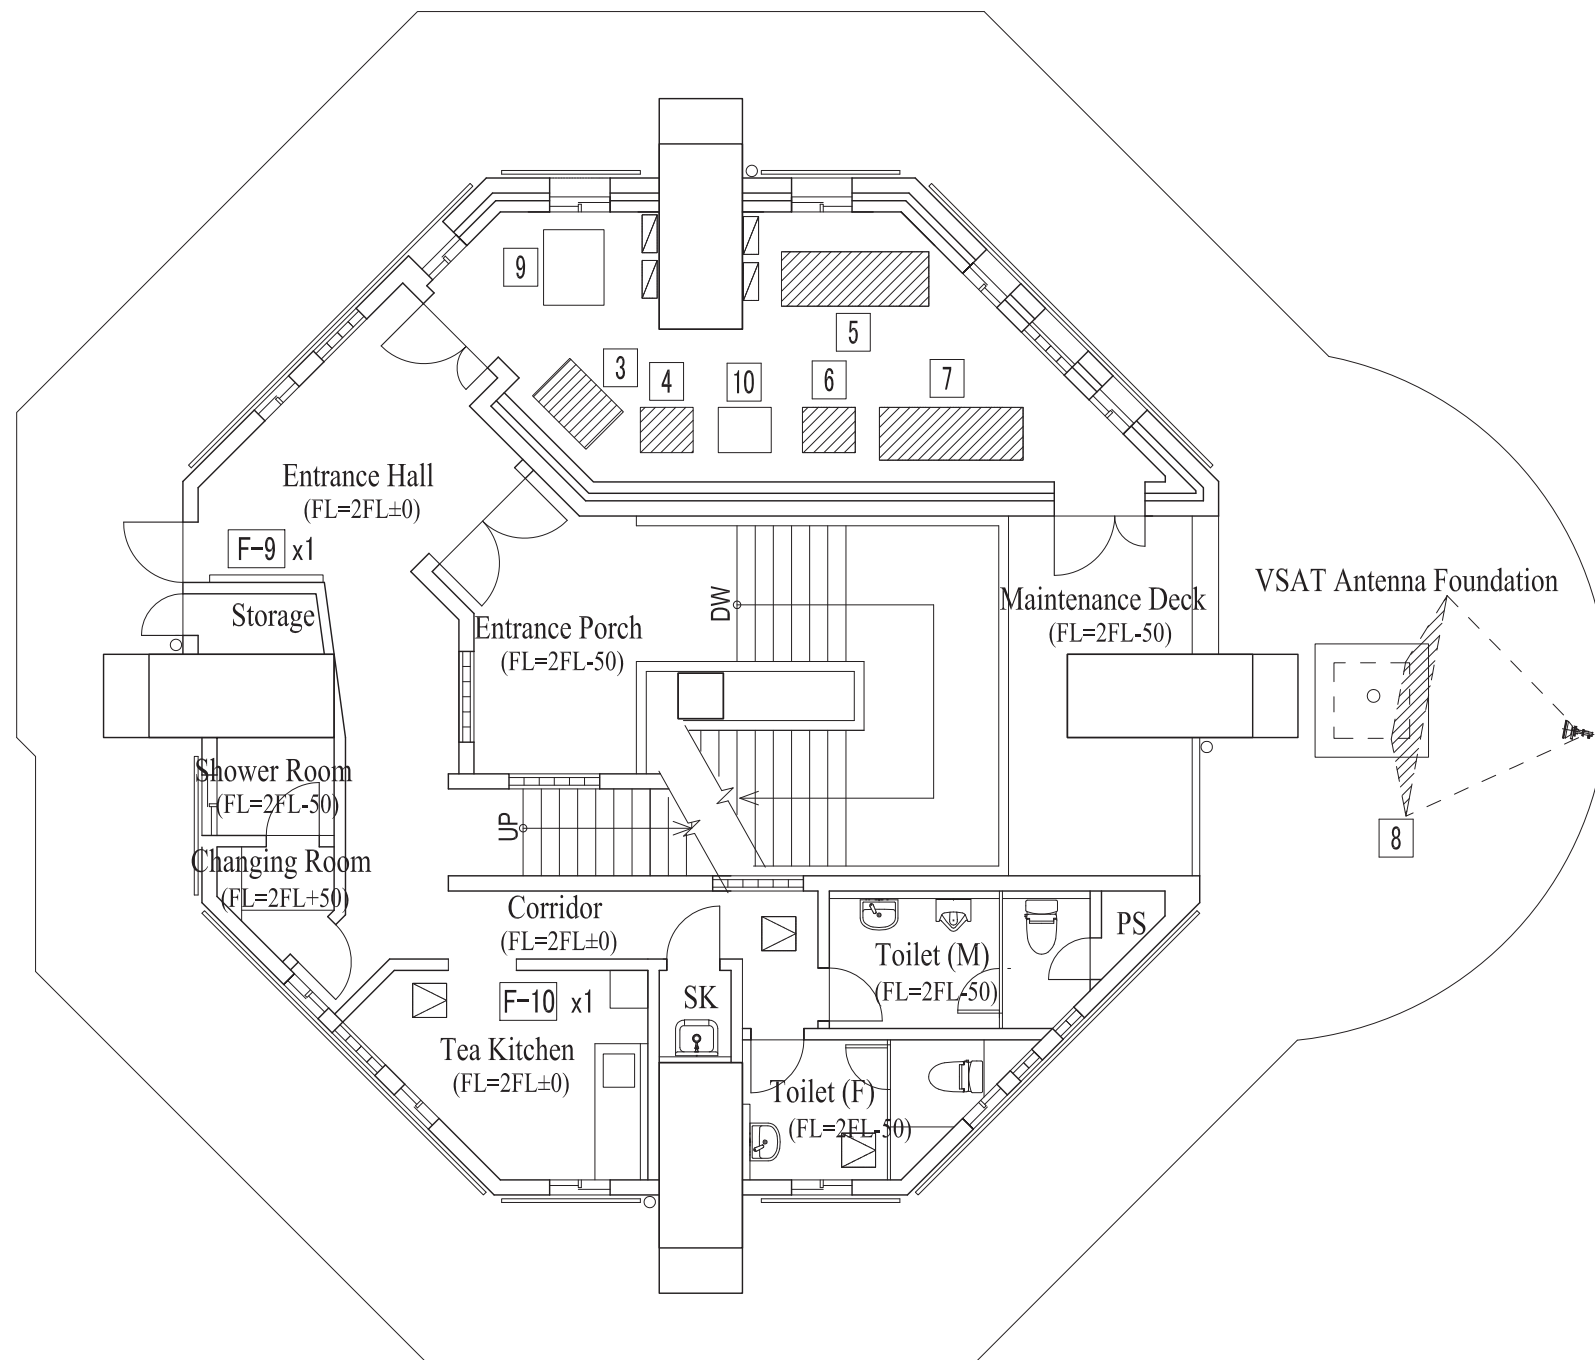 9
5
3
4
10
6
7
Entrance Hall
(FL=2FL±0)
F-9 x1
Storage
Entrance Porch
(FL=2FL-50)
DW
Maintenance Deck
(FL=2FL-50)
VSAT Antenna Foundation
8
Shower Room
(FL=2FL-50)
UP
Changing Room
(FL=2FL+50)
Corridor
(FL=2FL±0)
Toilet (M)
(FL=2FL-50)
PS
F-10 x1
SK
Tea Kitchen
(FL=2FL±0)
Toilet (F)
(FL=2FL-50)